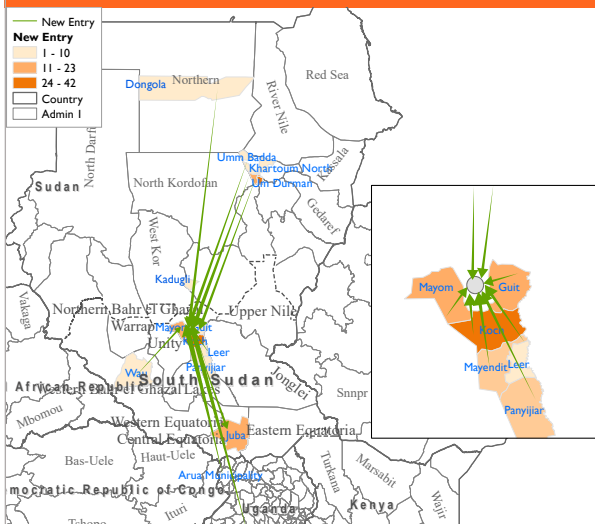 New Entry
New Entry
1 - 10
11 - 23
24 - 42
Country
Admin 1
Northern
Dongola
Red Sea
River Nile
North Darf
Umm Badda
Khartoum North
Kassala
Um Durman
Sudan
North Kordofan
Gedaref
West Kor
Kadugli
Vakaga
Northern Bahr el Ghazal
Upper Nile
Warrap
Mayom
Guit
Unity
Koch
Leer
Panyijiar
Wau
South Sudan
African Republic
Western Bahr el Ghazal
Lakes
Jonglei
Snnpr
Mbomou
Western Equatoria
Central Equatoria
Juba
Eastern Equatoria
Haut-Uele
Bas-Uele
Arua Municipality
mocratic Republic of Congo
Turkana
Marsabit
Wajir
Kenya
Uganda
Ituri
Tshopo
Mayom
Guit
Koch
Mayendit
Leer
Panyijiar